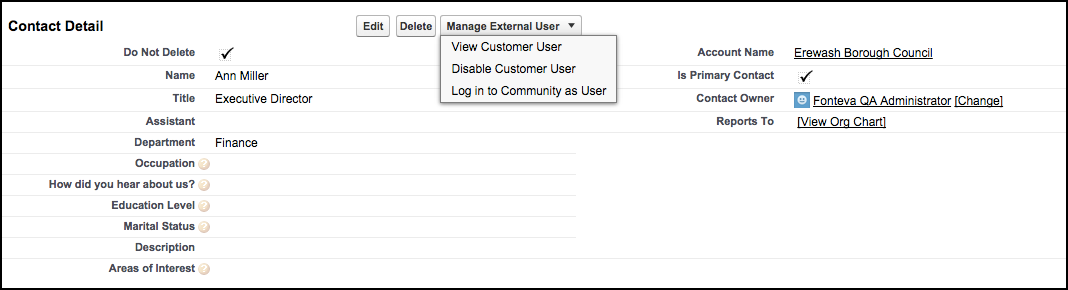 Contact Detail Edit Delete Manage External User
View Customer User
Disable Customer User
Log in to Community as User
Do Not Delete
Name Ann Miller
Title Executive Director
Assistant
Department Finance
Occupation ?
How did you hear about us? ?
Education Level ?
Marital Status ?
Description
Areas of Interest ?
Account Name Erewash Borough Council
Is Primary Contact
Contact Owner Fonteva QA Administrator [Change]
Reports To [View Org Chart]